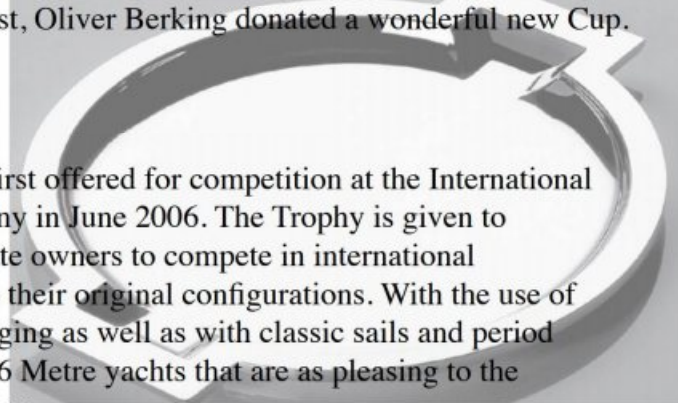 st, Oliver Berking donated a wonderful new Cup.
irst offered for competition at the International
ny in June 2006. The Trophy is given to
te owners to compete in international
their original configurations. With the use of
ging as well as with classic sails and period
6 Metre yachts that are as pleasing to the